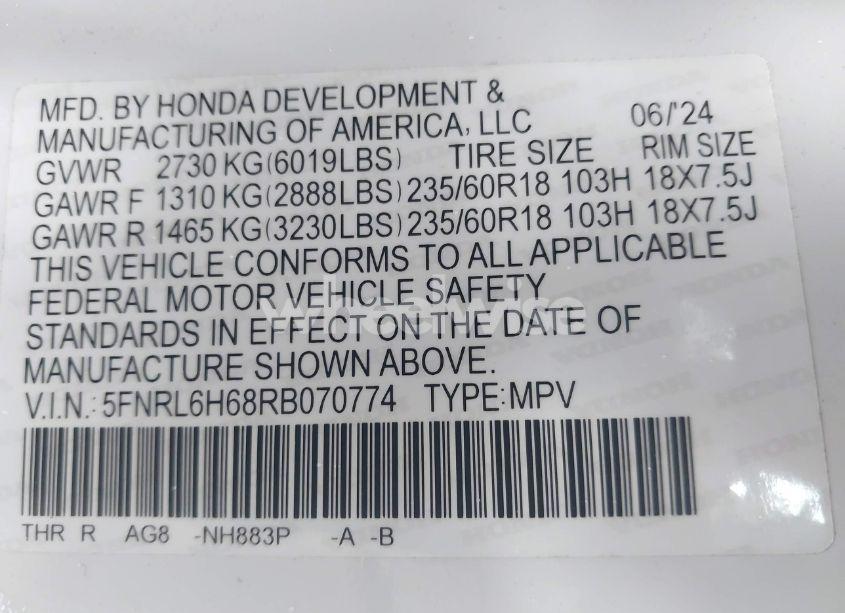 MFD. BY HONDA DEVELOPMENT &
MANUFACTURING OF AMERICA, LLC 06/'24
GVWR 2730 KG(6019LBS) TIRE SIZE RIM SIZE
GAWR F 1310 KG(2888LBS) 235/60R18 103H 18X7.5J
GAWR R 1465 KG(3230LBS) 235/60R18 103H 18X7.5J
THIS VEHICLE CONFORMS TO ALL APPLICABLE
FEDERAL MOTOR VEHICLE SAFETY
STANDARDS IN EFFECT ON THE DATE OF
MANUFACTURE SHOWN ABOVE.
V.I.N.: 5FNRL6H68RB070774 TYPE: MPV
THR R AG8 -NH883P -A -B